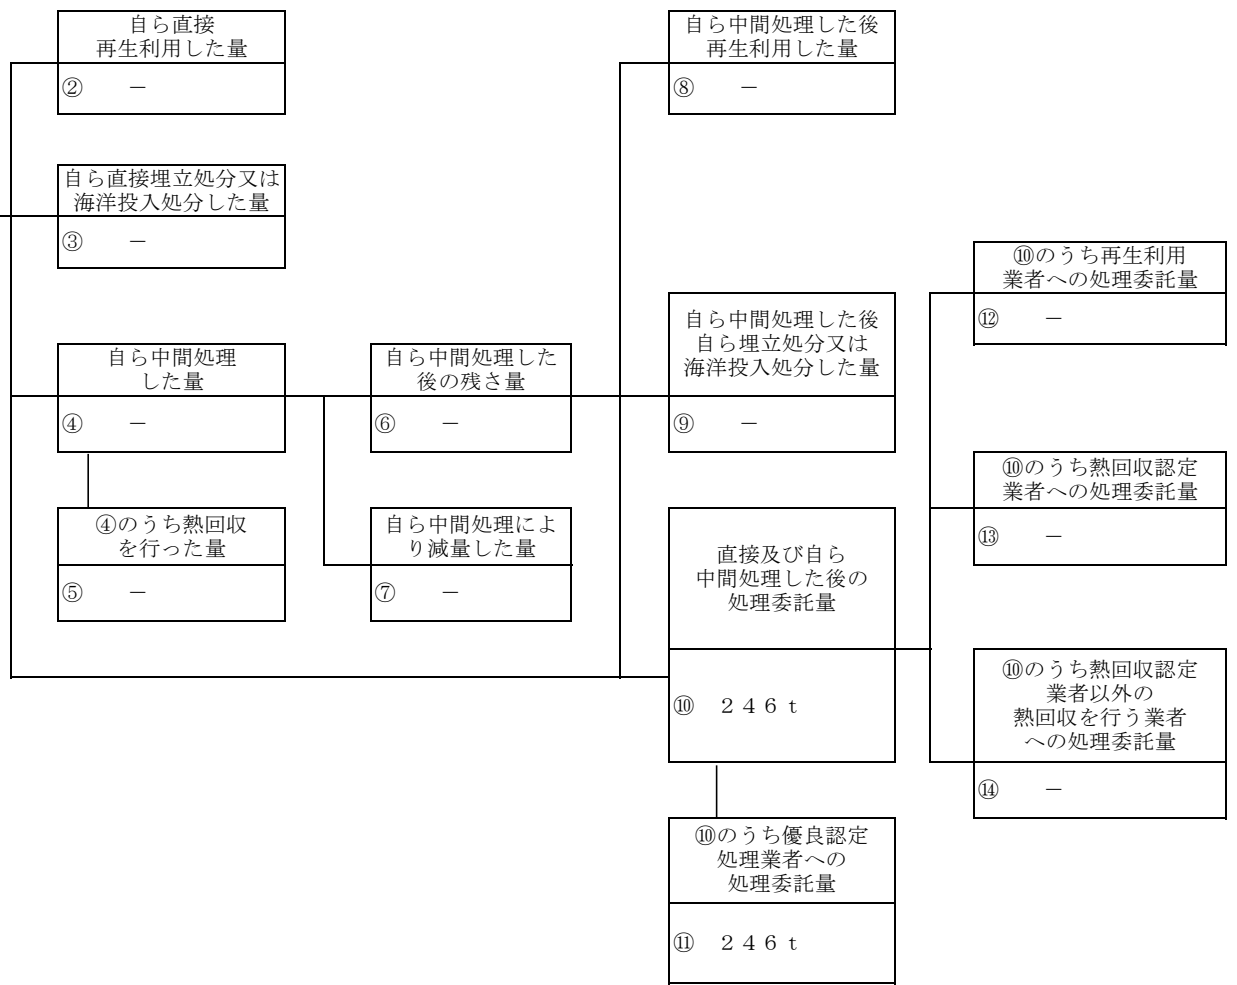 自ら直接
再生利用した量
②　－
自ら中間処理した後
再生利用した量
⑧　－
自ら直接埋立処分又は
海洋投入処分した量
③　－
⑩のうち再生利用
業者への処理委託量
⑫　－
自ら中間処理した後
自ら埋立処分又は
海洋投入処分した量
⑨　－
自ら中間処理
した量
④　－
自ら中間処理した
後の残さ量
⑥　－
⑩のうち熱回収認定
業者への処理委託量
⑬　－
④のうち熱回収
を行った量
⑤　－
自ら中間処理によ
り減量した量
⑦　－
直接及び自ら
中間処理した後の
処理委託量
⑩　２４６ｔ
⑩のうち熱回収認定
業者以外の
熱回収を行う業者
への処理委託量
⑭　－
⑩のうち優良認定
処理業者への
処理委託量
⑪　２４６ｔ